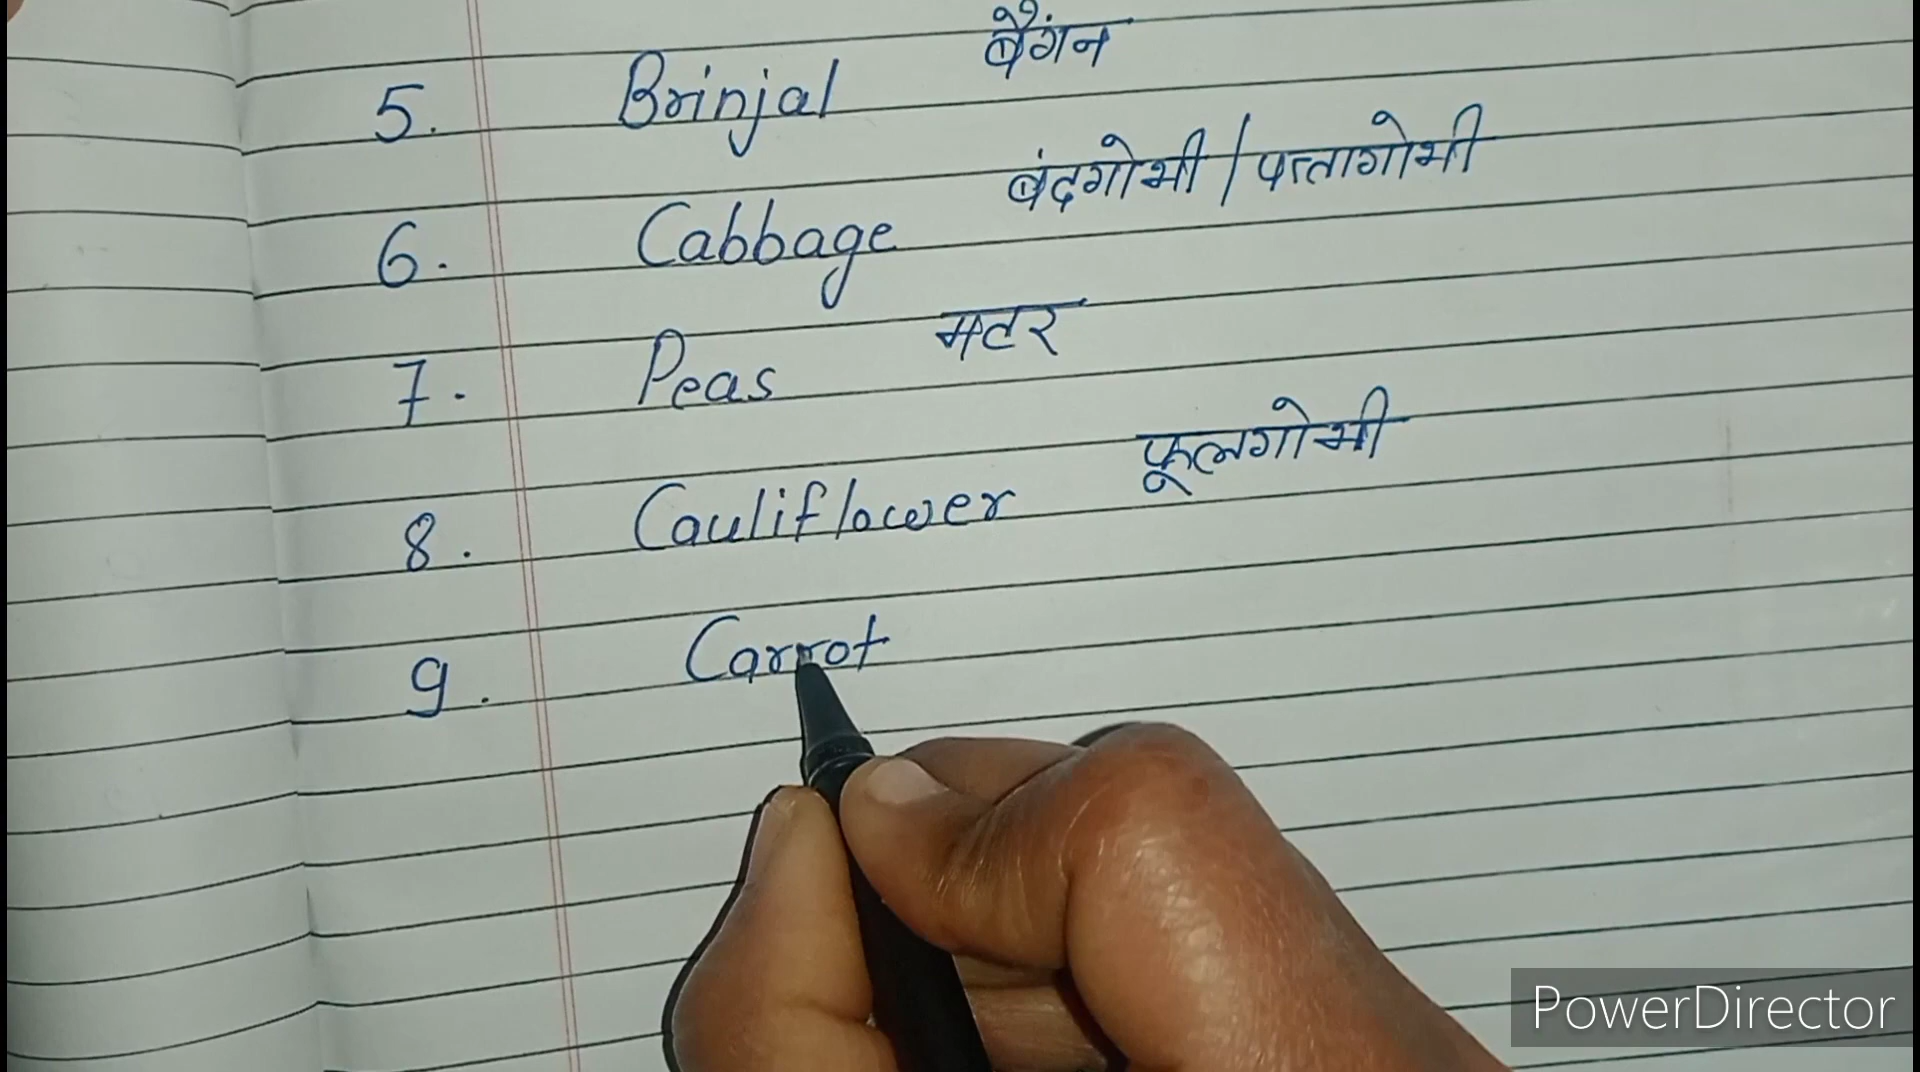 5. Brinjal बैंगन
6. Cabbage बंदगोभी / पत्तागोभी
7. Peas मटर
8. Cauliflower फूलगोभी
9. Carrot
PowerDirector